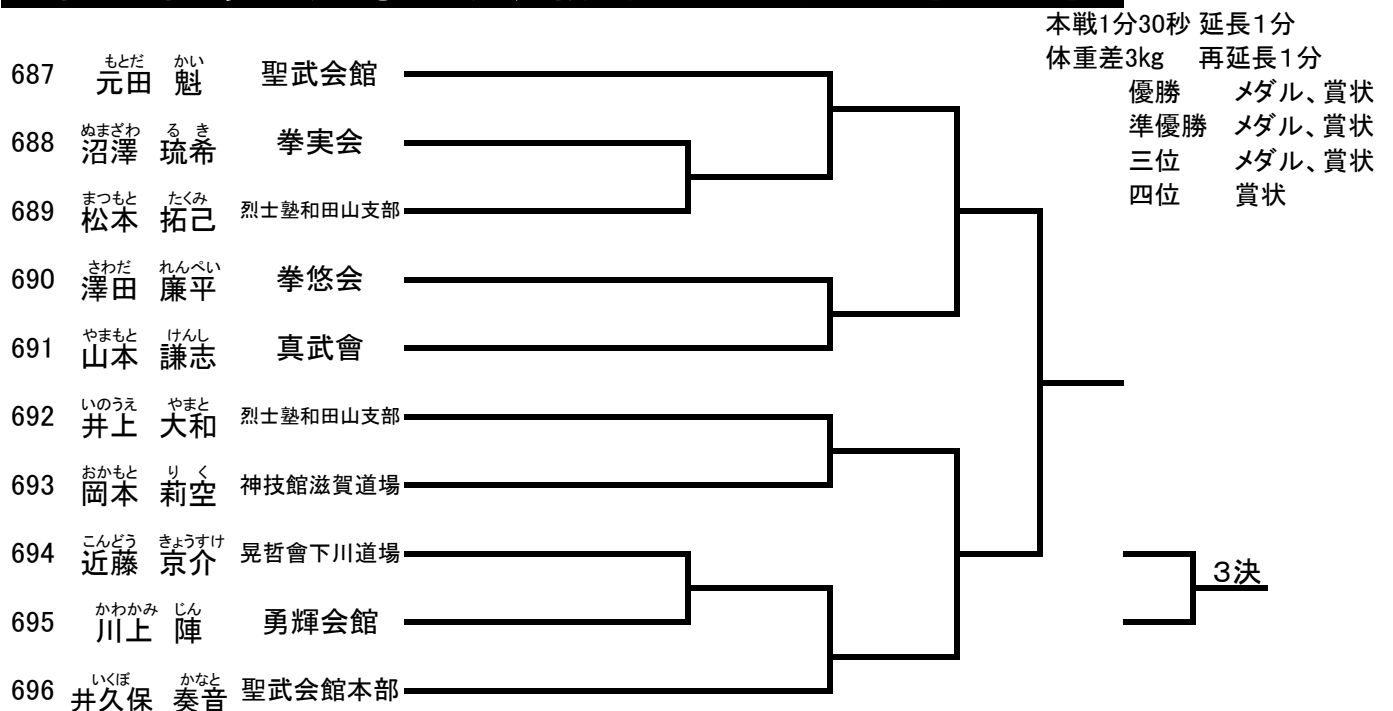 本戦1分30秒 延長1分
体重差3kg 再延長1分
優勝 メダル、賞状
準優勝 メダル、賞状
三位 メダル、賞状
四位 賞状
もとだ かい
687 元田 魁 聖武会館
ぬまざわ るき
688 沼澤 琉希 拳実会
まつもと たくみ
689 松本 拓己 烈士塾和田山支部
さわだ れんぺい
690 澤田 廉平 拳悠会
やまもと けんし
691 山本 謙志 真武會
いのうえ やまと
692 井上 大和 烈士塾和田山支部
おかもと りく
693 岡本 莉空 神技館滋賀道場
こんどう きょうすけ
694 近藤 京介 晃哲會下川道場
かわかみ じん
695 川上 陣 勇輝会館
いくぼ かなと
696 井久保 奏音 聖武会館本部
３決